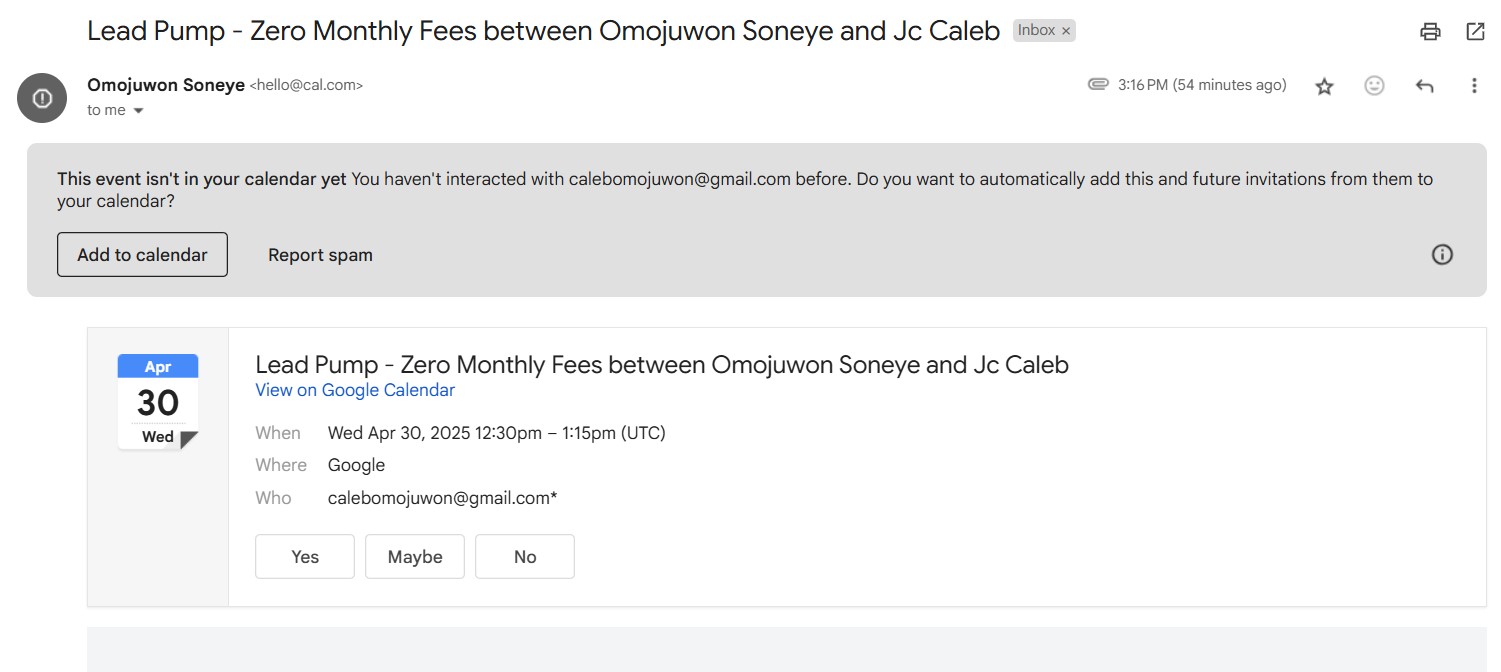 Lead Pump - Zero Monthly Fees between Omojuwon Soneye and Jc Caleb Inbox ×
Omojuwon Soneye <hello@cal.com> 3:16 PM (54 minutes ago)
to me
This event isn't in your calendar yet You haven't interacted with calebomojuwon@gmail.com before. Do you want to automatically add this and future invitations from them to
your calendar?
Add to calendar Report spam
Apr
30
Wed
Lead Pump - Zero Monthly Fees between Omojuwon Soneye and Jc Caleb
View on Google Calendar
When Wed Apr 30, 2025 12:30pm – 1:15pm (UTC)
Where Google
Who calebomojuwon@gmail.com*
Yes Maybe No